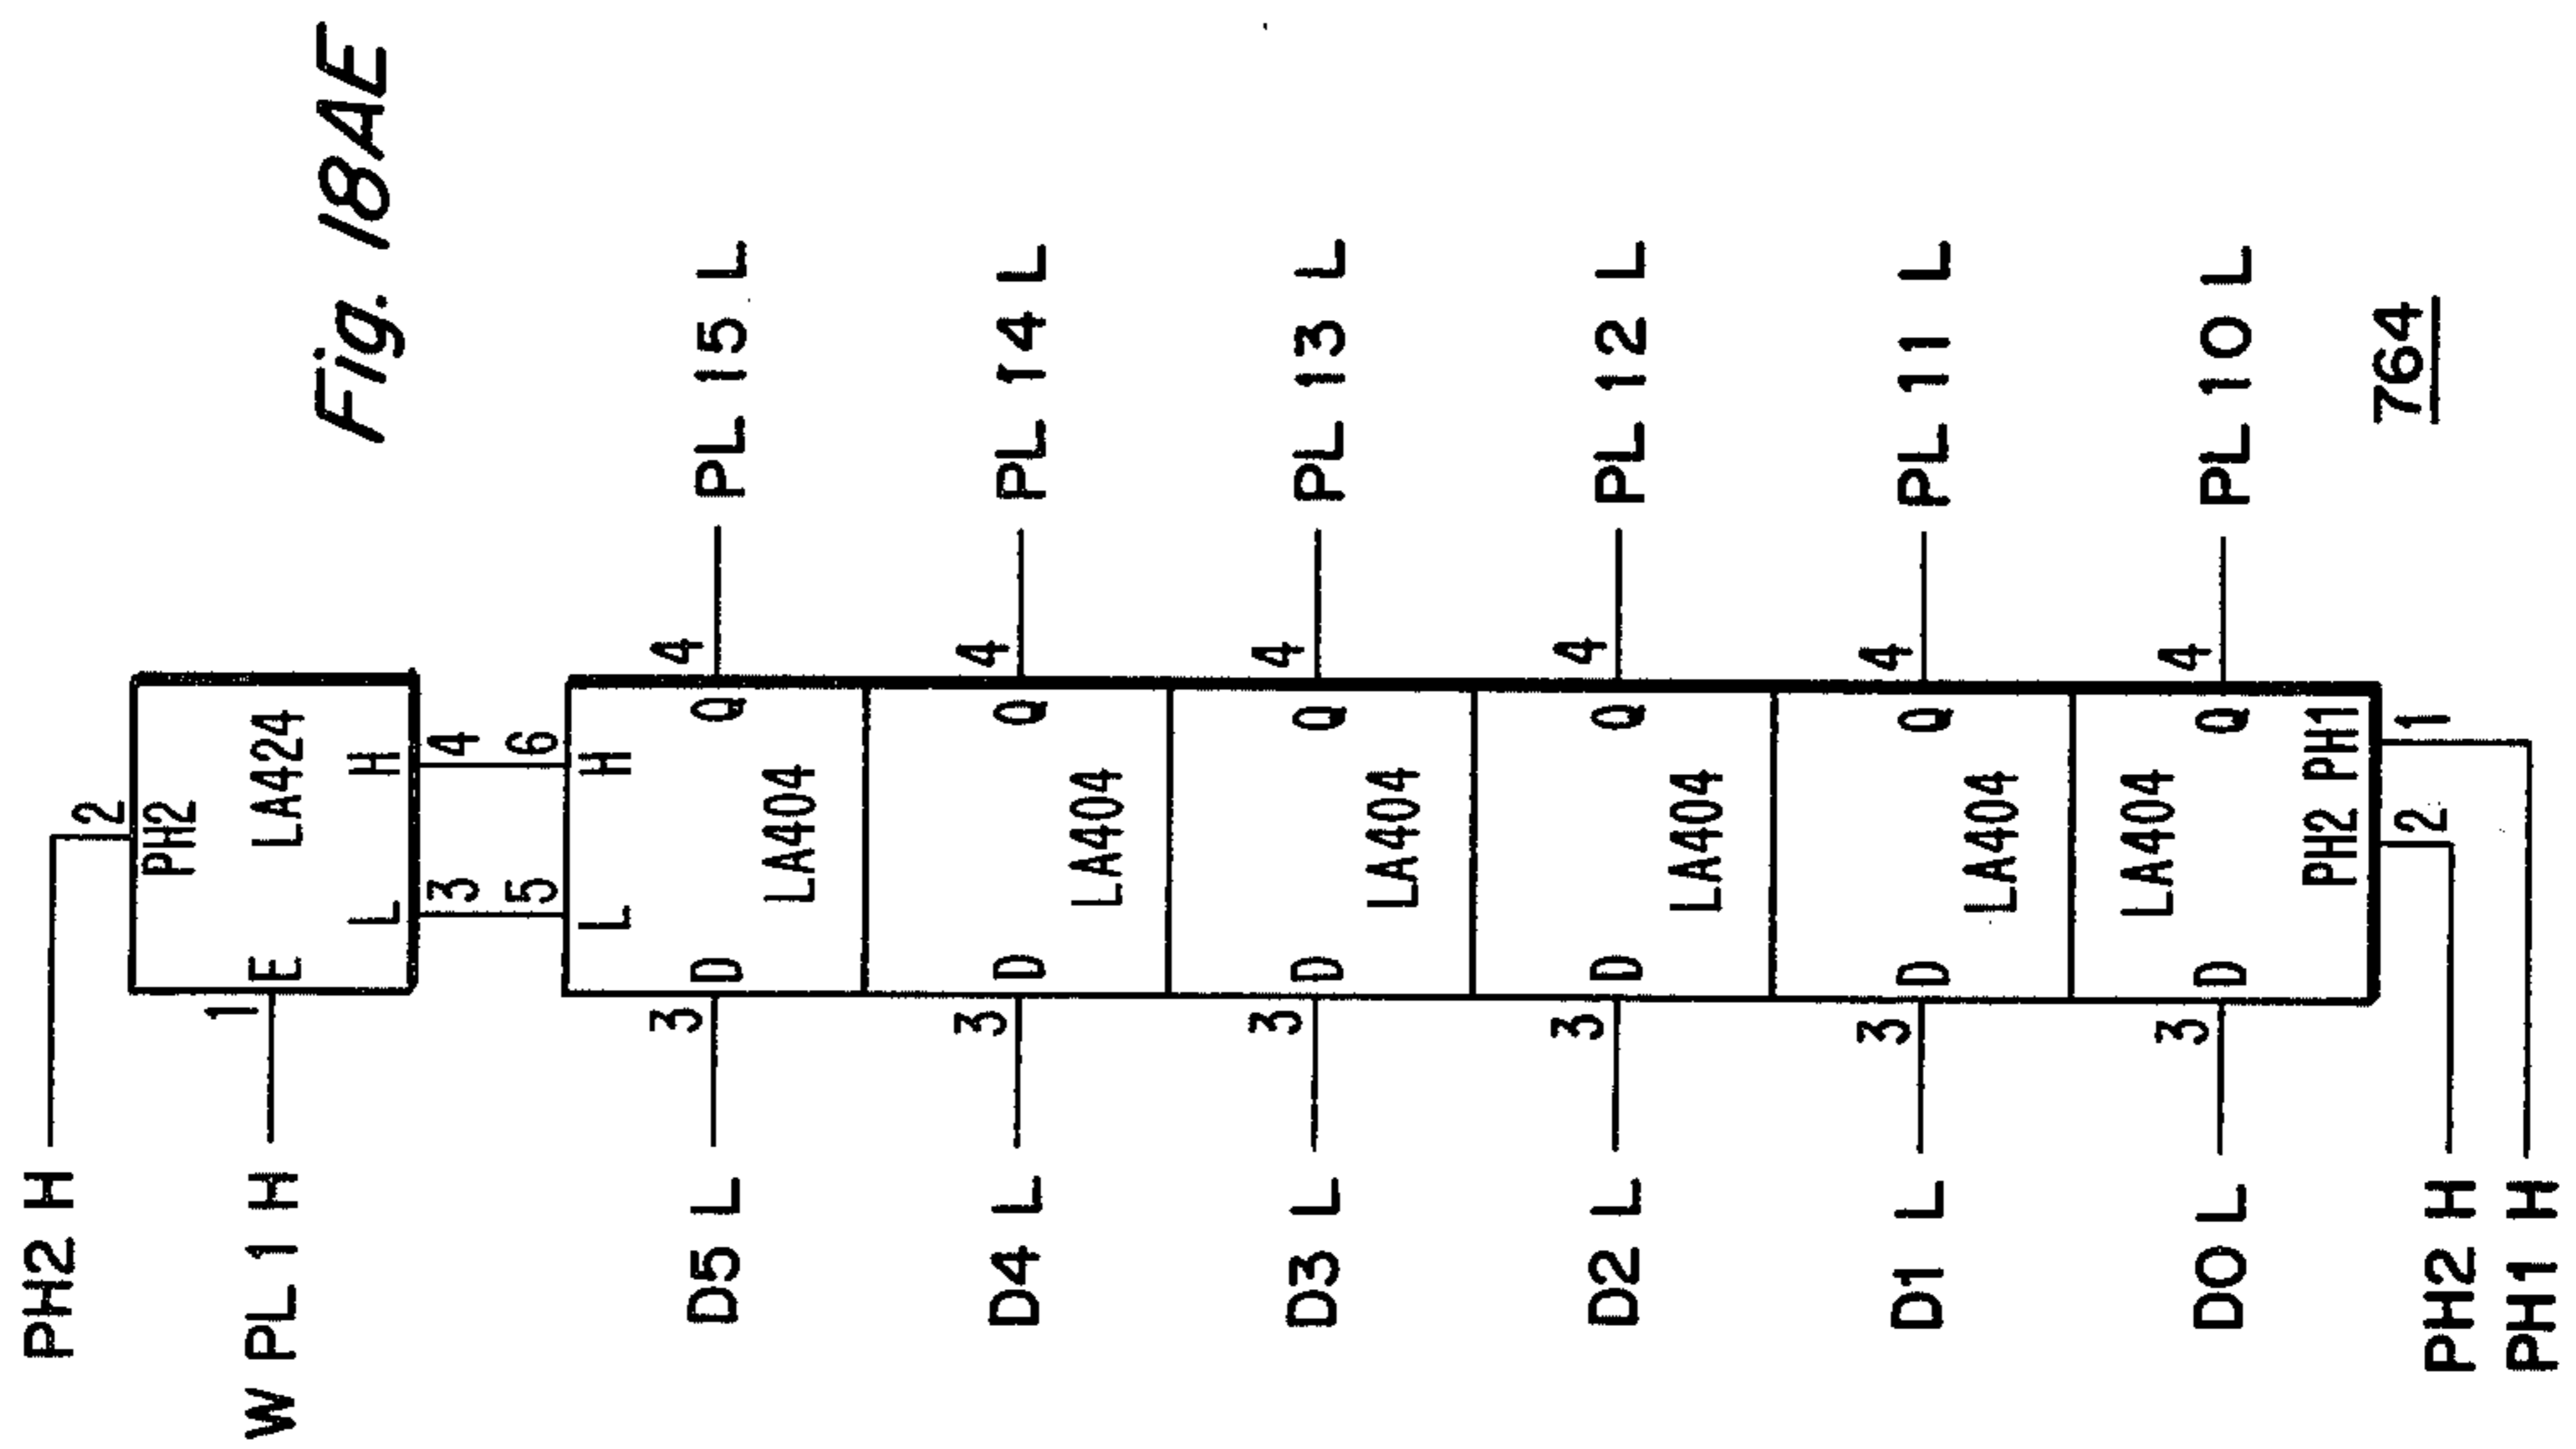 Fig. 18AE
PH2 H
2
PH2
W PL 1 H
1
E
LA424
L
H
3
4
5
6
L
H
D5 L
3
D
Q
4
PL 15 L
LA404
D4 L
3
D
Q
4
PL 14 L
LA404
D3 L
3
D
Q
4
PL 13 L
LA404
D2 L
3
D
Q
4
PL 12 L
LA404
D1 L
3
D
Q
4
PL 11 L
LA404
LA404
D0 L
3
D
Q
4
PL 10 L
PH2 PH1
2
1
PH2 H
PH1 H
764